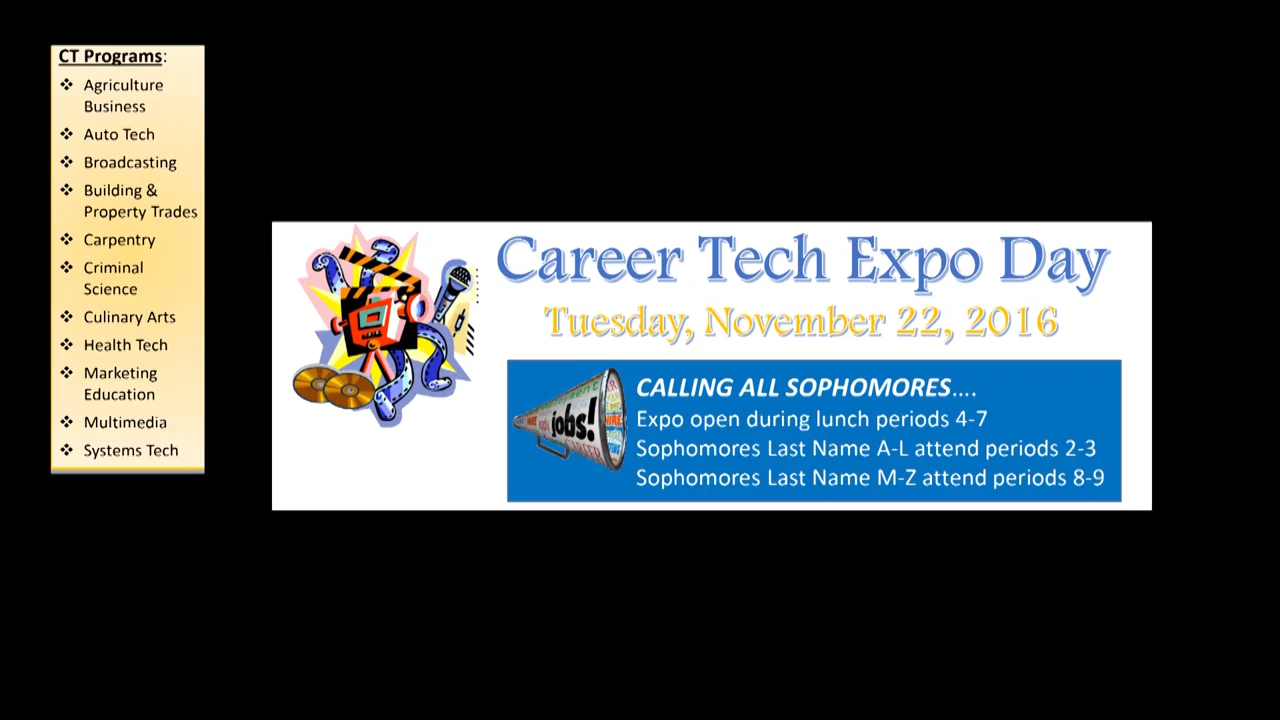 CT Programs:
❖ Agriculture
Business
❖ Auto Tech
❖ Broadcasting
❖ Building &
Property Trades
❖ Carpentry
❖ Criminal
Science
❖ Culinary Arts
❖ Health Tech
❖ Marketing
Education
❖ Multimedia
❖ Systems Tech
Career Tech Expo Day
Tuesday, November 22, 2016
jobs!
CALLING ALL SOPHOMORES....
Expo open during lunch periods 4-7
Sophomores Last Name A-L attend periods 2-3
Sophomores Last Name M-Z attend periods 8-9